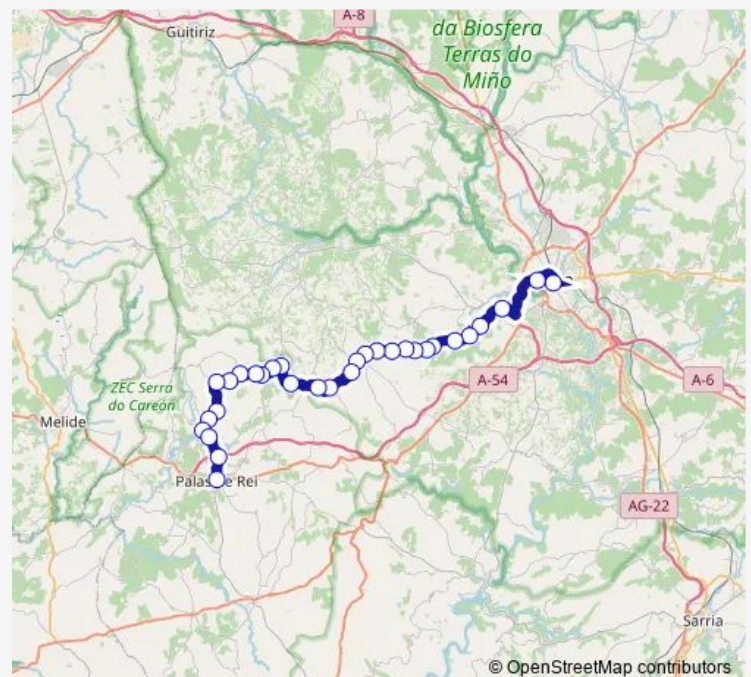 A-8
Guitiriz
da Biosfera
Terras do
Miño
ZEC Serra
do Careón
A-54
A-6
Melide
Palas de Rei
AG-22
Sarria
© OpenStreetMap contributors